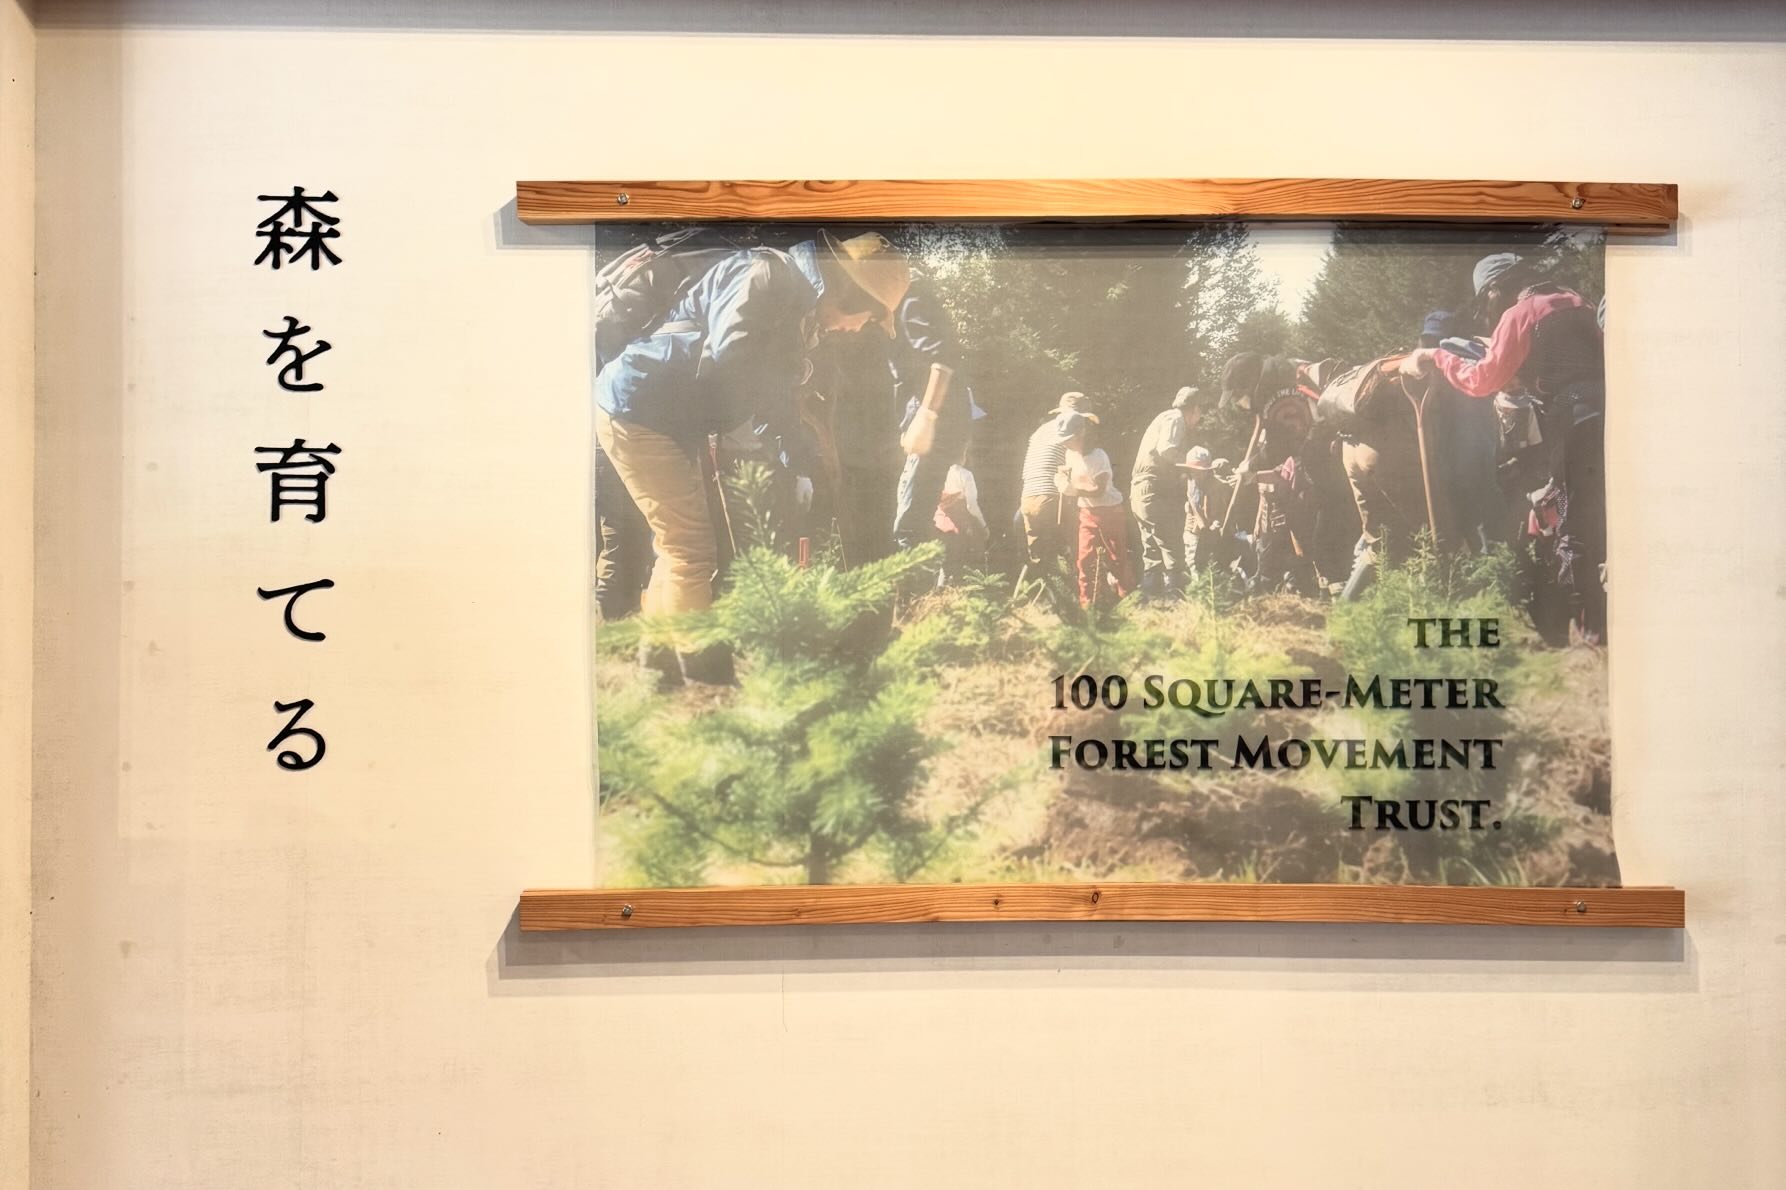 森を育てる
THE
100 SQUARE-METER
FOREST MOVEMENT
TRUST.